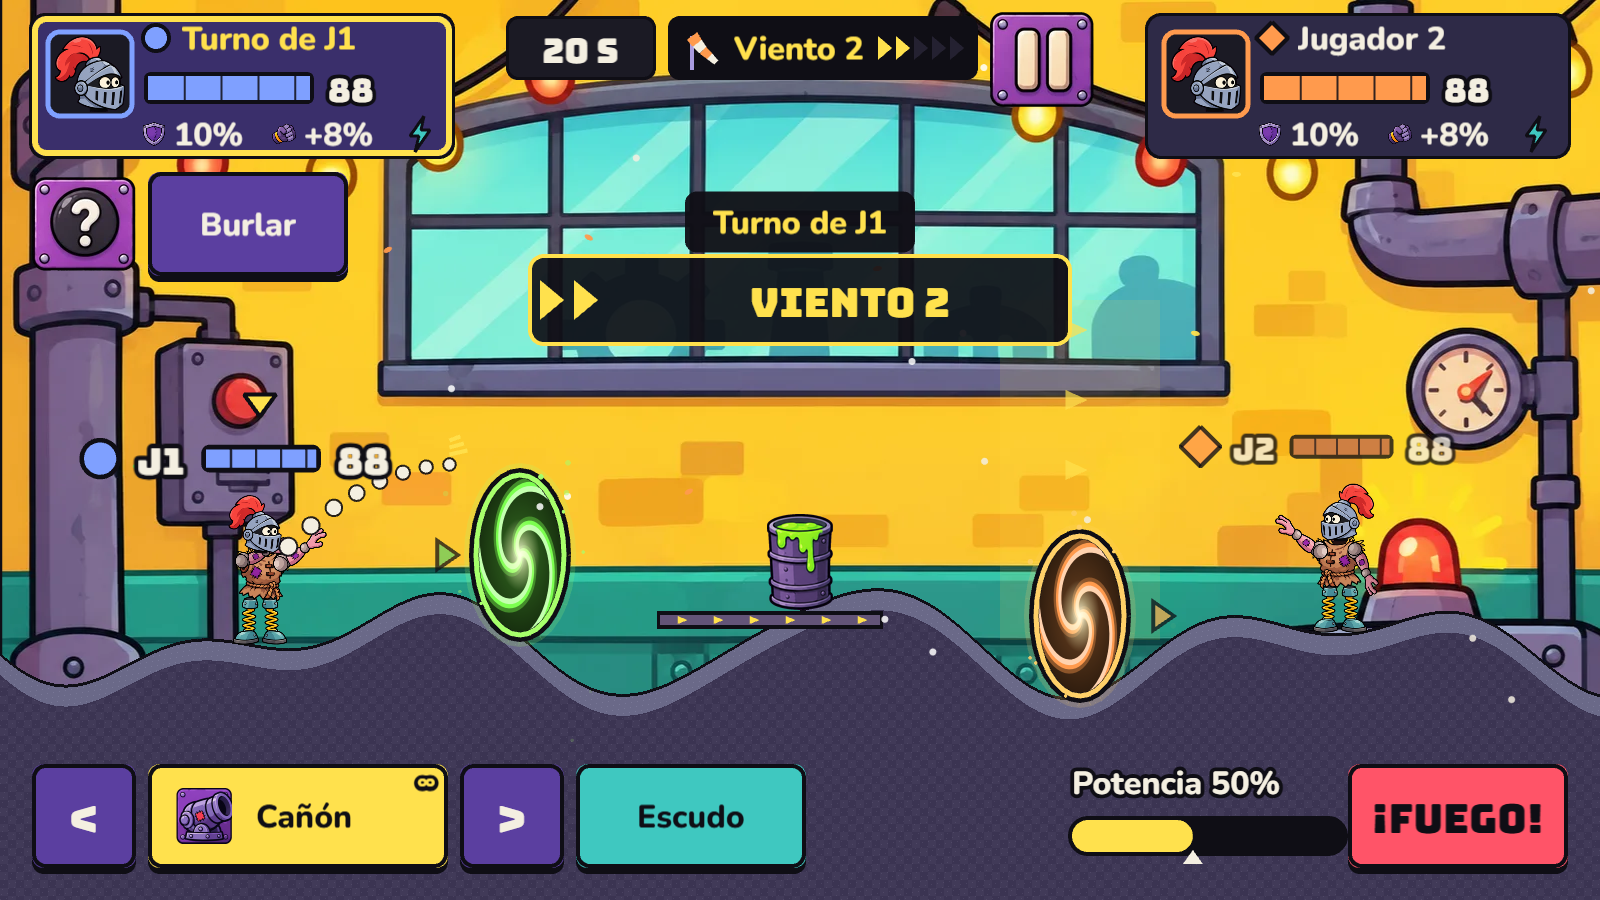 Turno de J1
88
10% +8%
20 S
Viento 2
Jugador 2
88
10% +8%
?
Burlar
Turno de J1
VIENTO 2
J1 88
J2 88
<
Cañón
∞
>
Escudo
Potencia 50%
¡FUEGO!